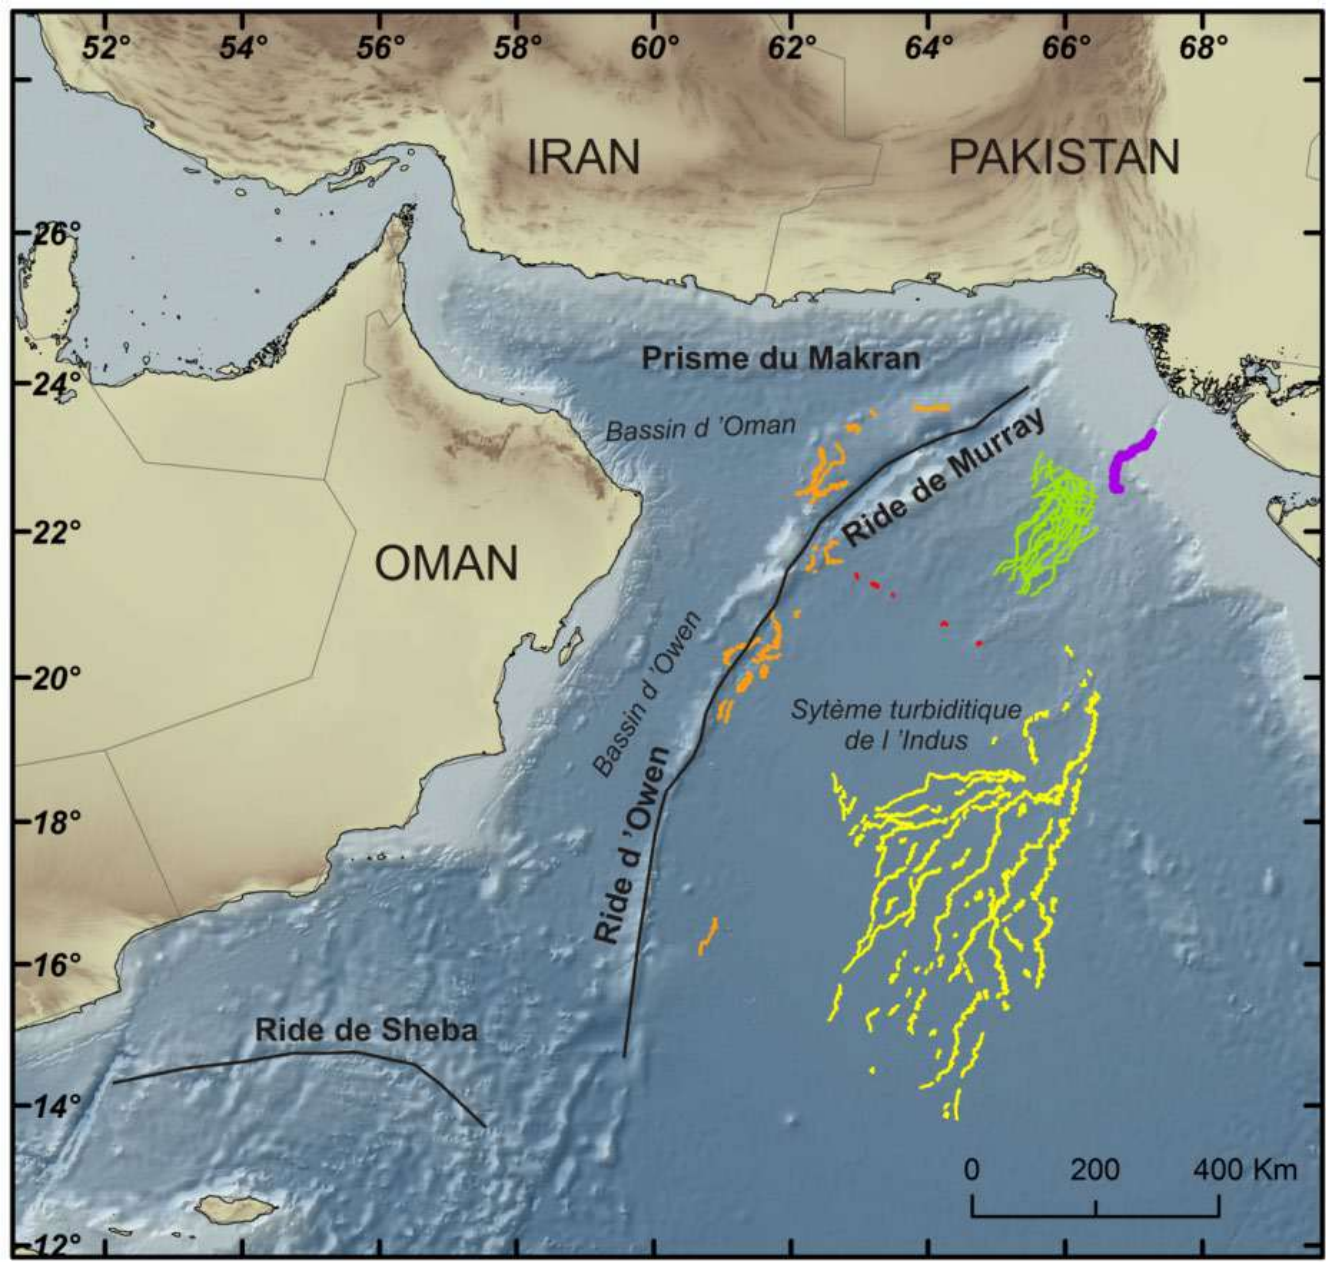 52° 54° 56° 58° 60° 62° 64° 66° 68°
IRAN PAKISTAN
26°
Prisme du Makran
24°
Bassin d 'Oman
Ride de Murray
22°
OMAN
Bassin d 'Owen
20°
Sytème turbiditique
de l 'Indus
18°
Ride d 'Owen
16°
Ride de Sheba
14°
0 200 400 Km
12°